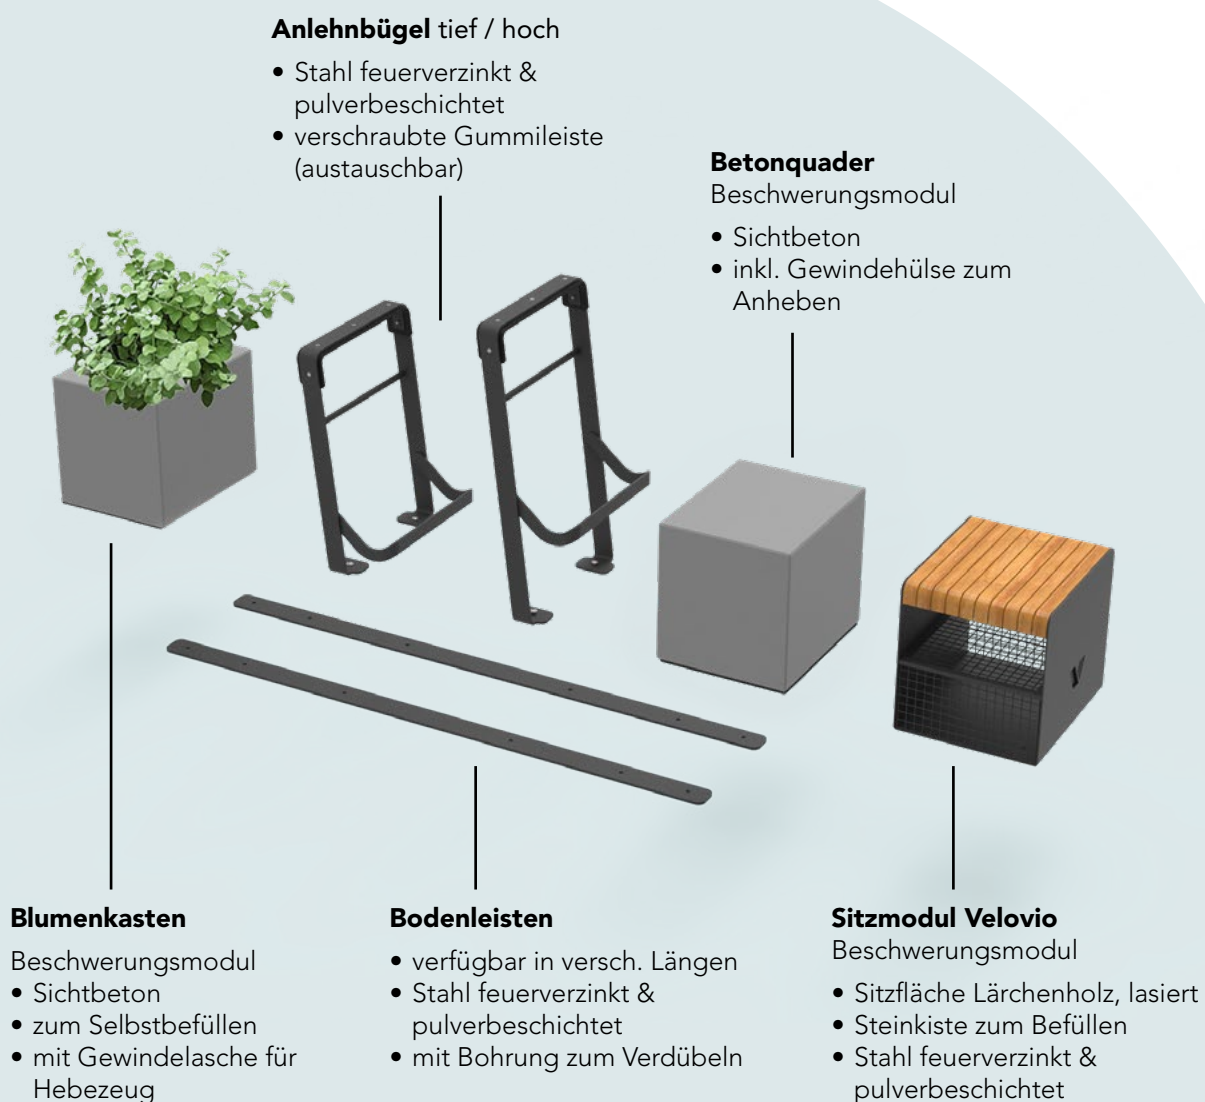 Anlehnbügel tief / hoch
• Stahl feuerverzinkt &
pulverbeschichtet
• verschraubte Gummileiste
(austauschbar)
Betonquader
Beschwerungsmodul
• Sichtbeton
• inkl. Gewindehülse zum
Anheben
Blumenkasten
Beschwerungsmodul
• Sichtbeton
• zum Selbstbefüllen
• mit Gewindelasche für
Hebezeug
Bodenleisten
• verfügbar in versch. Längen
• Stahl feuerverzinkt &
pulverbeschichtet
• mit Bohrung zum Verdübeln
Sitzmodul Velovio
Beschwerungsmodul
• Sitzfläche Lärchenholz, lasiert
• Steinkiste zum Befüllen
• Stahl feuerverzinkt &
pulverbeschichtet